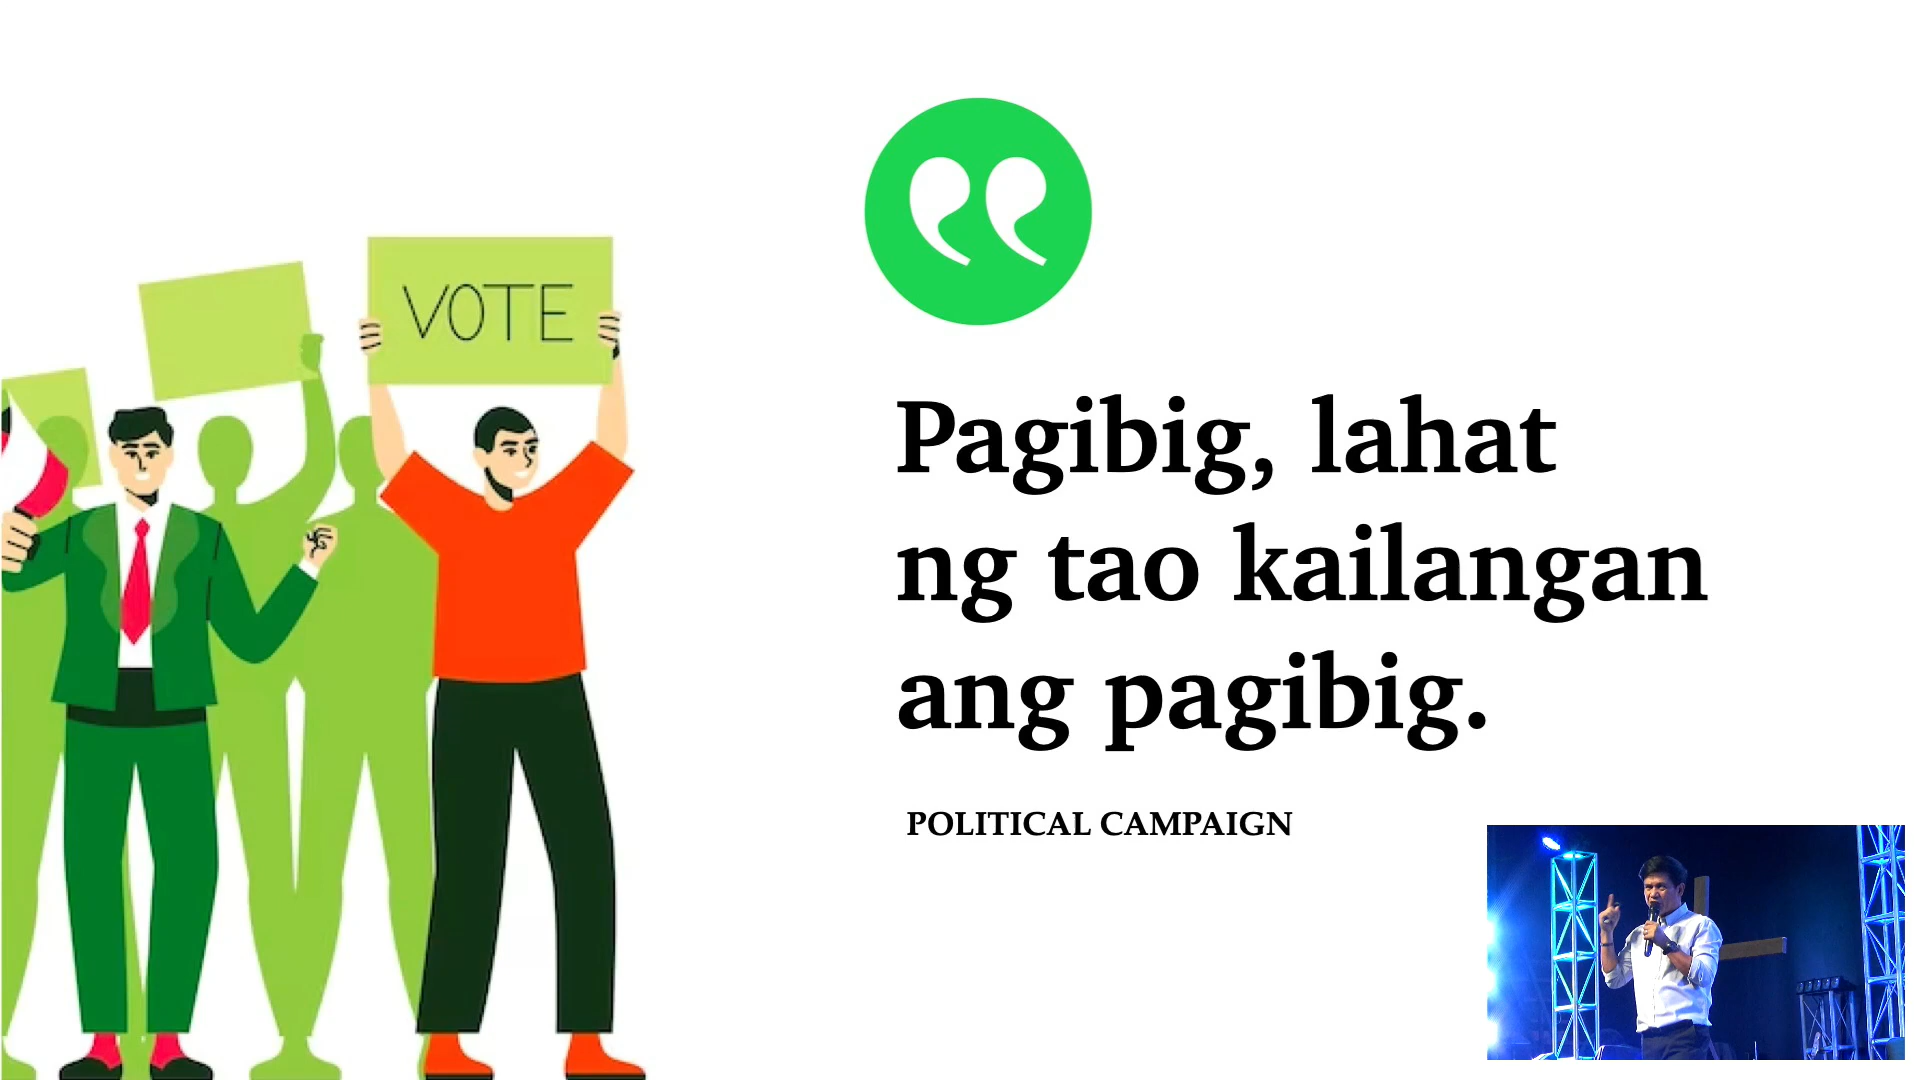 VOTE
Pagibig, lahat
ng tao kailangan
ang pagibig.
POLITICAL CAMPAIGN